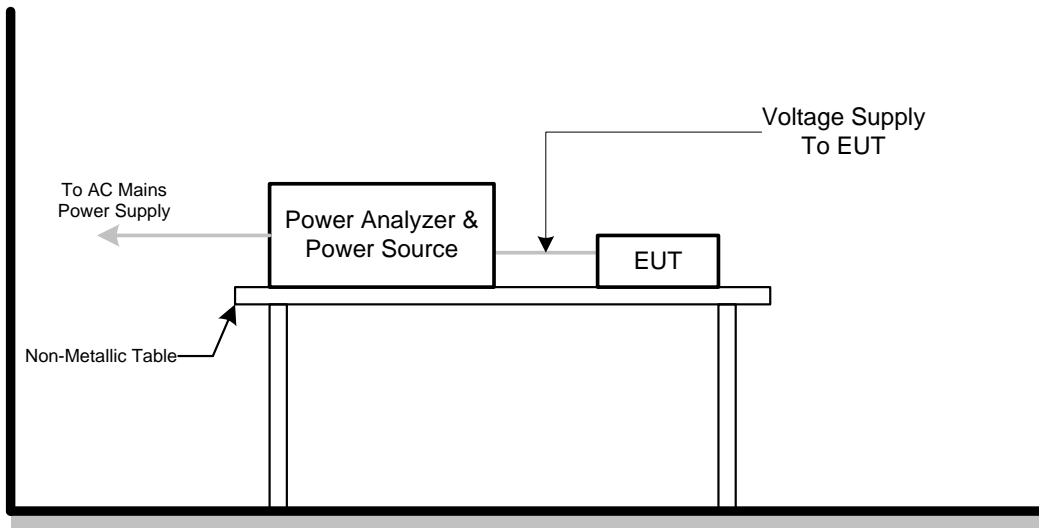 Voltage Supply
To EUT
To AC Mains
Power Supply
Power Analyzer &
Power Source
EUT
Non-Metallic Table